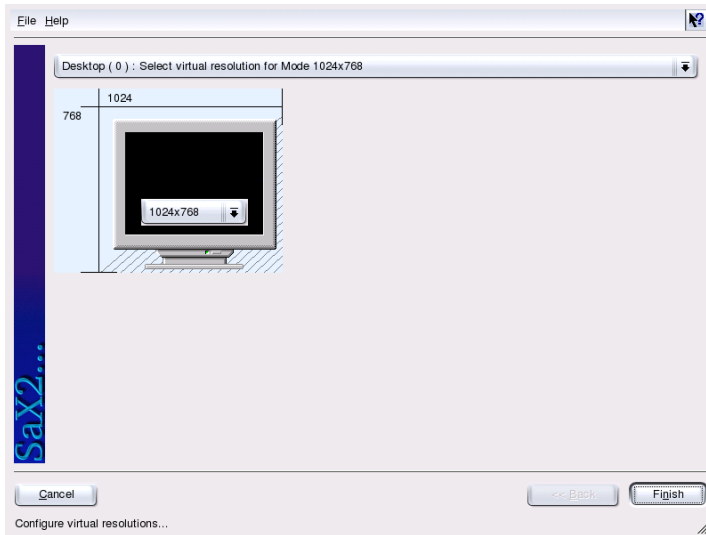 File Help
Desktop ( 0 ) : Select virtual resolution for Mode 1024x768
1024
768
1024x768
SaX2...
Cancel
<< Back
Finish
Configure virtual resolutions...